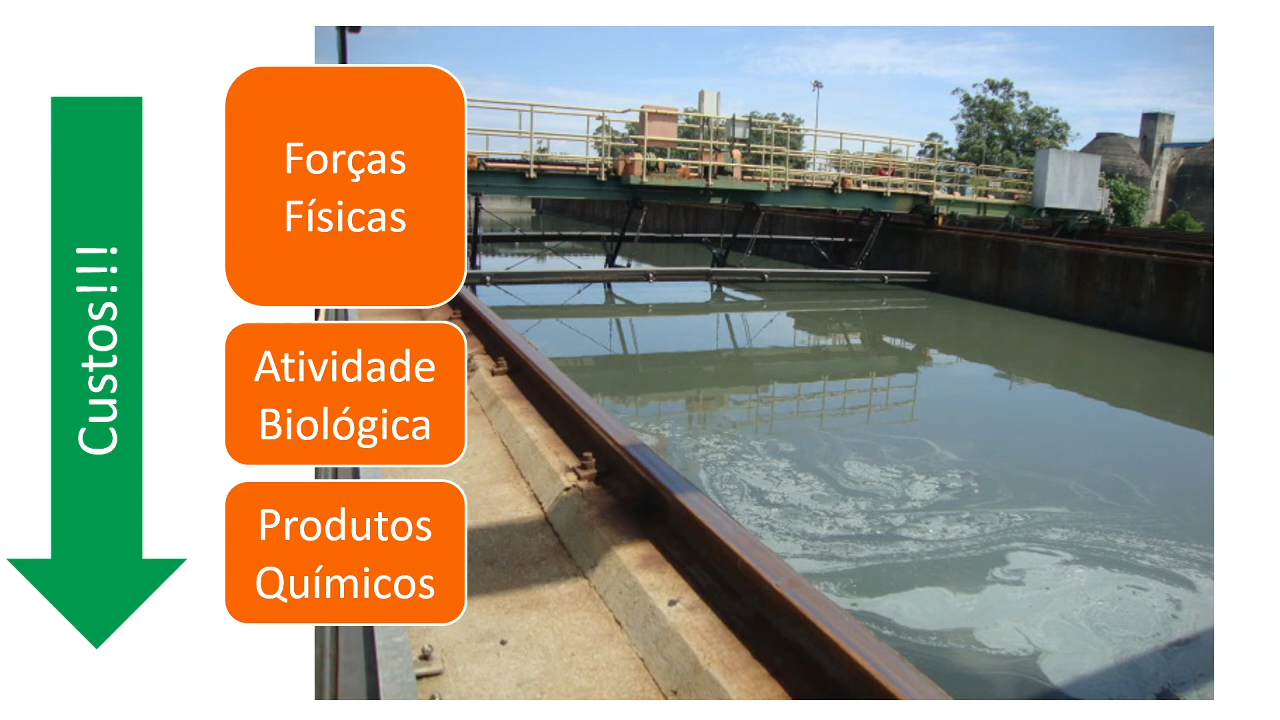 Custos!!!
Forças
Físicas
Atividade
Biológica
Produtos
Químicos